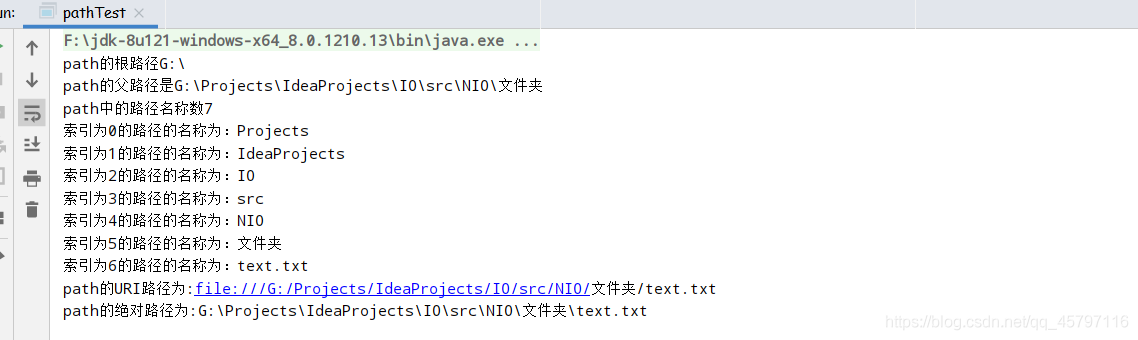 un: pathTest
F:\jdk-8u121-windows-x64_8.0.1210.13\bin\java.exe ...
path的根路径G:\
path的父路径是G:\Projects\IdeaProjects\IO\src\NIO\文件夹
path中的路径名称数7
索引为0的路径的名称为：Projects
索引为1的路径的名称为：IdeaProjects
索引为2的路径的名称为：IO
索引为3的路径的名称为：src
索引为4的路径的名称为：NIO
索引为5的路径的名称为：文件夹
索引为6的路径的名称为：text.txt
path的URI路径为:file:///G:/Projects/IdeaProjects/IO/src/NIO/文件夹/text.txt
path的绝对路径为:G:\Projects\IdeaProjects\IO\src\NIO\文件夹\text.txt
https://blog.csdn.net/qq_45797116